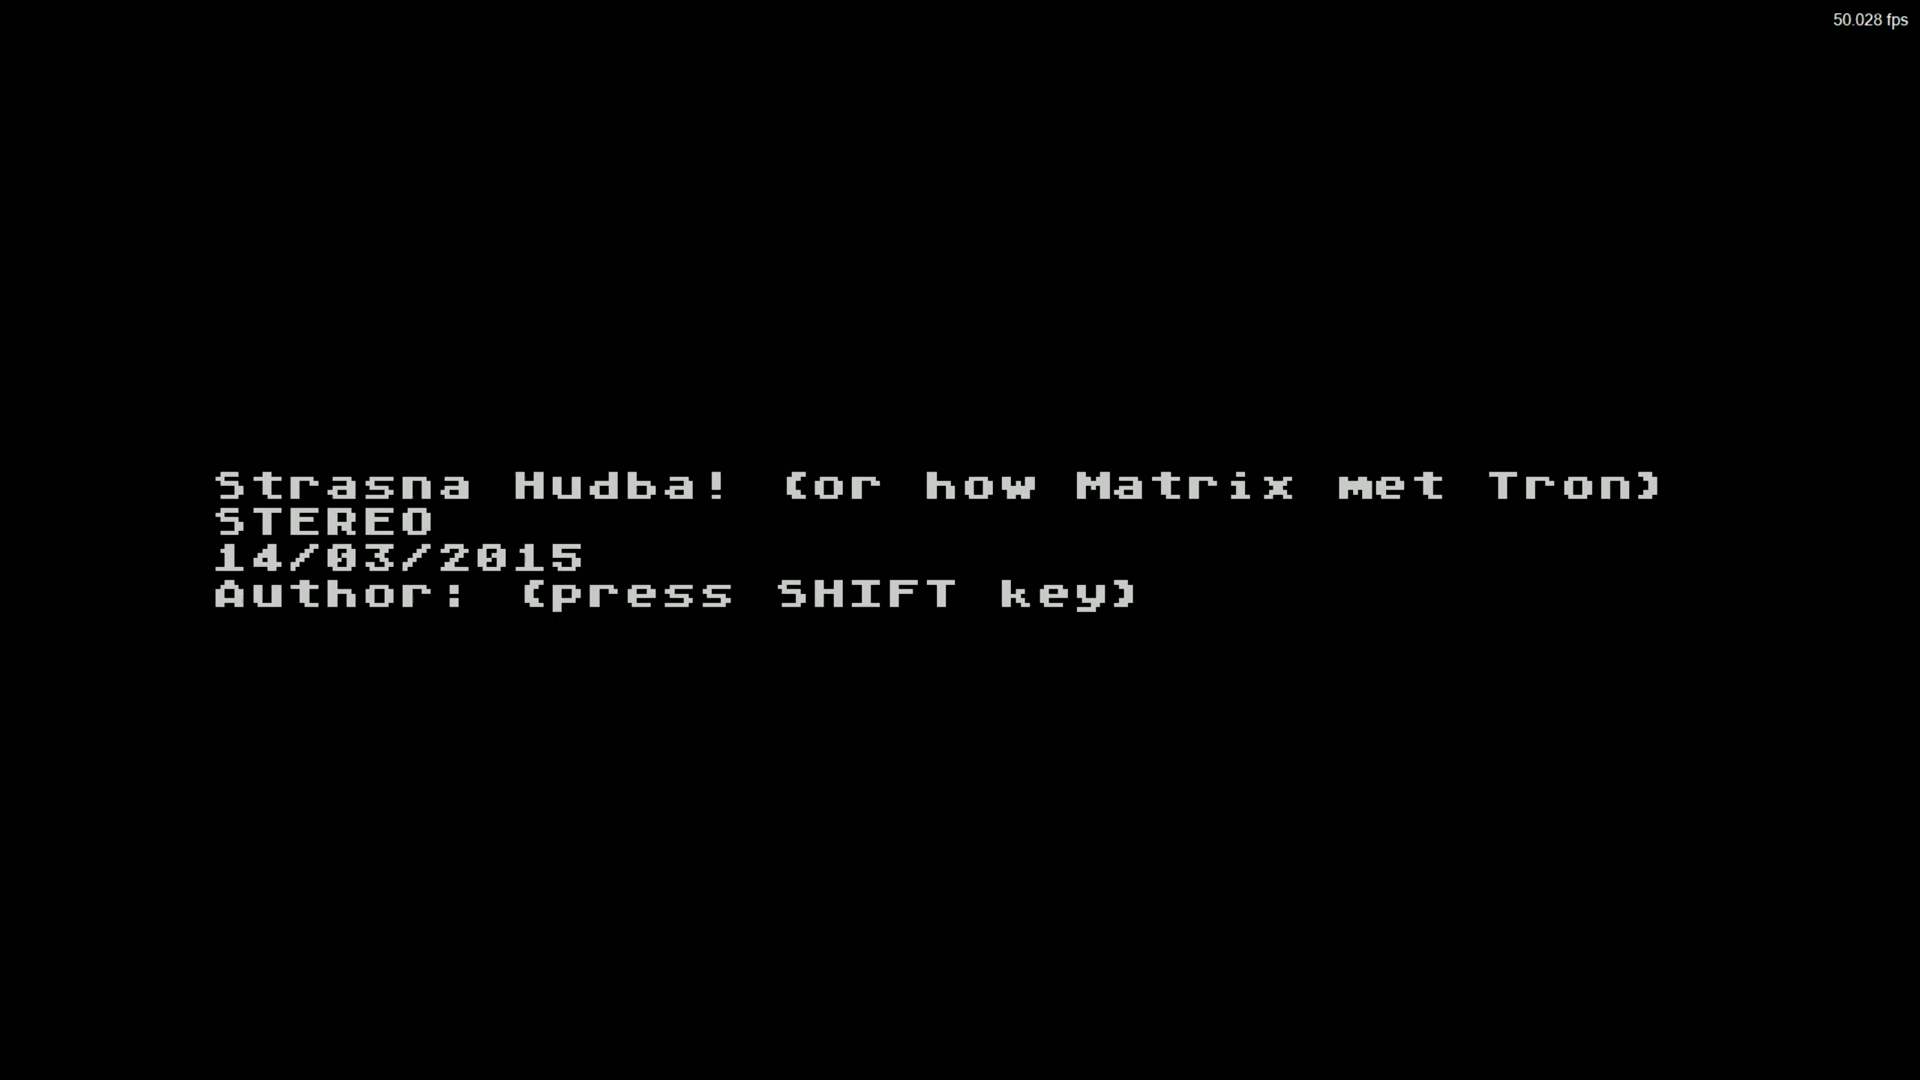 50.028 fps
Strasna Hudba! (or how Matrix met Tron)
STEREO
14/03/2015
Author: (press SHIFT key)